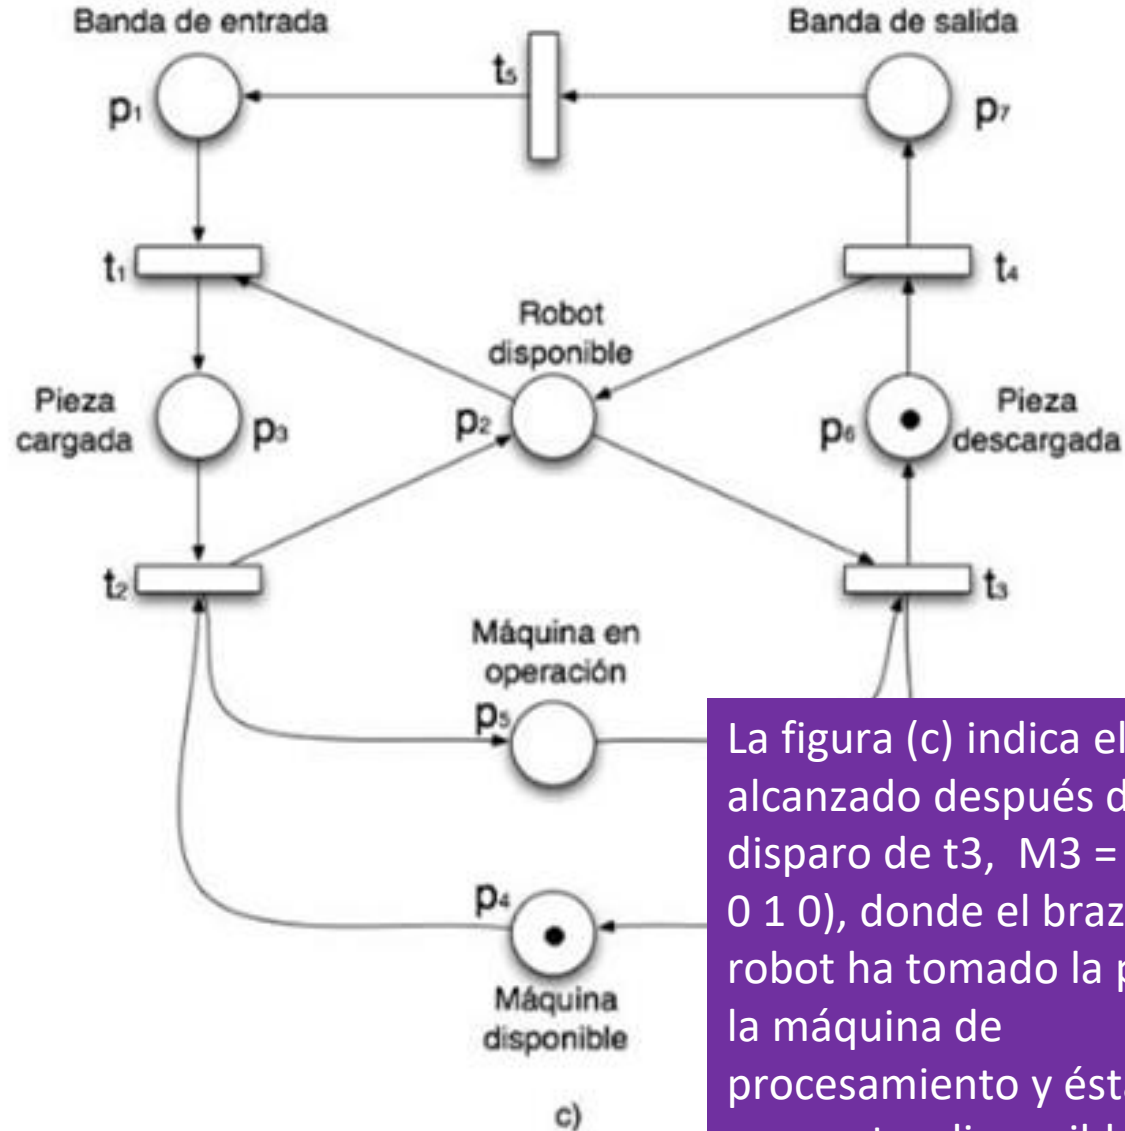 Banda de entrada
Banda de salida
t₅
p₁
p₇
t₁
t₄
Robot
disponible
Pieza
cargada
p₃
p₂
p₆
Pieza
descargada
t₂
t₃
Máquina en
operación
p₅
La figura (c) indica el
alcanzado después d
disparo de t3, M3 =
0 1 0), donde el braz
robot ha tomado la p
la máquina de
procesamiento y ést
p₄
Máquina
disponible
c)